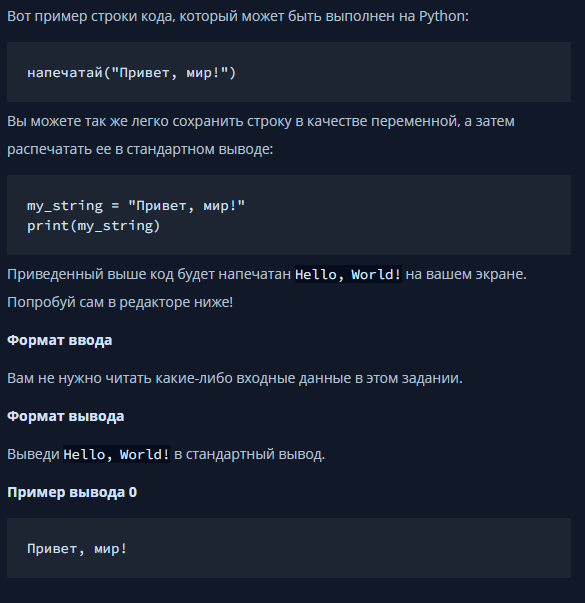 Вот пример строки кода, который может быть выполнен на Python:
напечатай("Привет, мир!")
Вы можете так же легко сохранить строку в качестве переменной, а затем
распечатать ее в стандартном выводе:
my_string = "Привет, мир!"
print(my_string)
Приведенный выше код будет напечатан Hello, World! на вашем экране.
Попробуй сам в редакторе ниже!
Формат ввода
Вам не нужно читать какие-либо входные данные в этом задании.
Формат вывода
Выведи Hello, World! в стандартный вывод.
Пример вывода 0
Привет, мир!